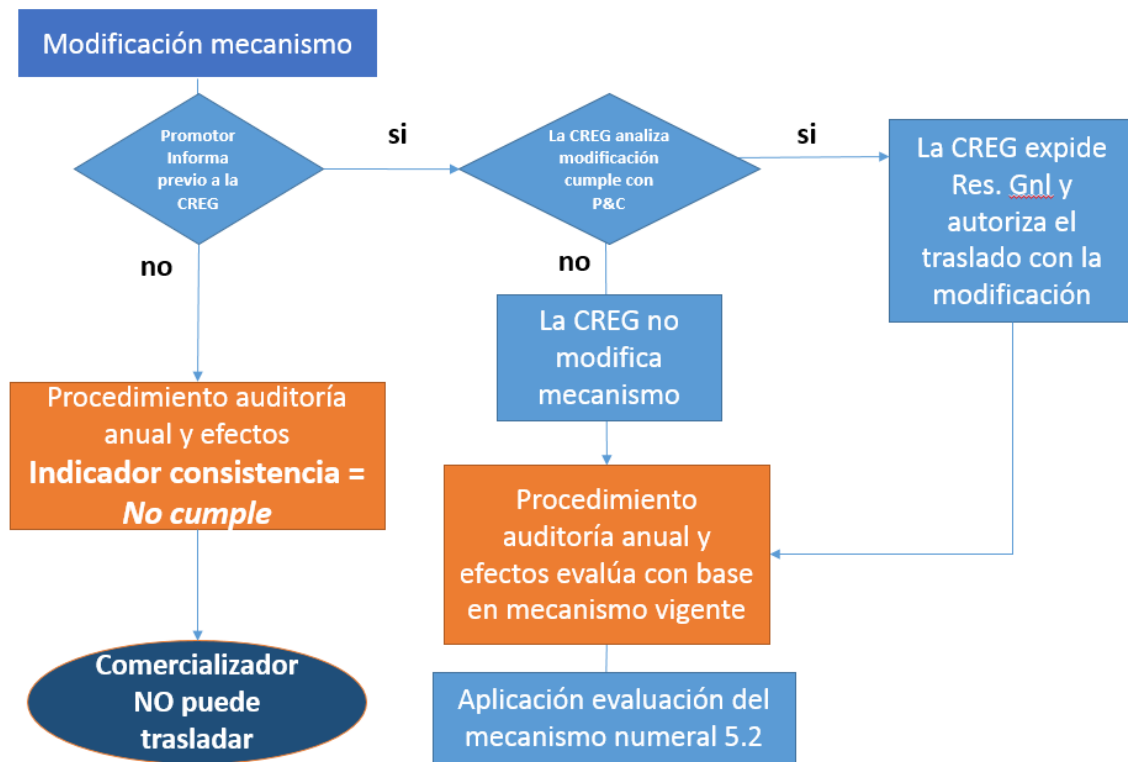 Modificación mecanismo
Promotor
Informa
previo a la
CREG
si
La CREG analiza
modificación
cumple con
P&C
si
La CREG expide
Res. Gnl y
autoriza el
traslado con la
modificación
no
no
La CREG no
modifica
mecanismo
Procedimiento auditoría
anual y efectos
Indicador consistencia =
No cumple
Procedimiento
auditoría anual y
efectos evalúa con base
en mecanismo vigente
Comercializador
NO puede
trasladar
Aplicación evaluación del
mecanismo numeral 5.2